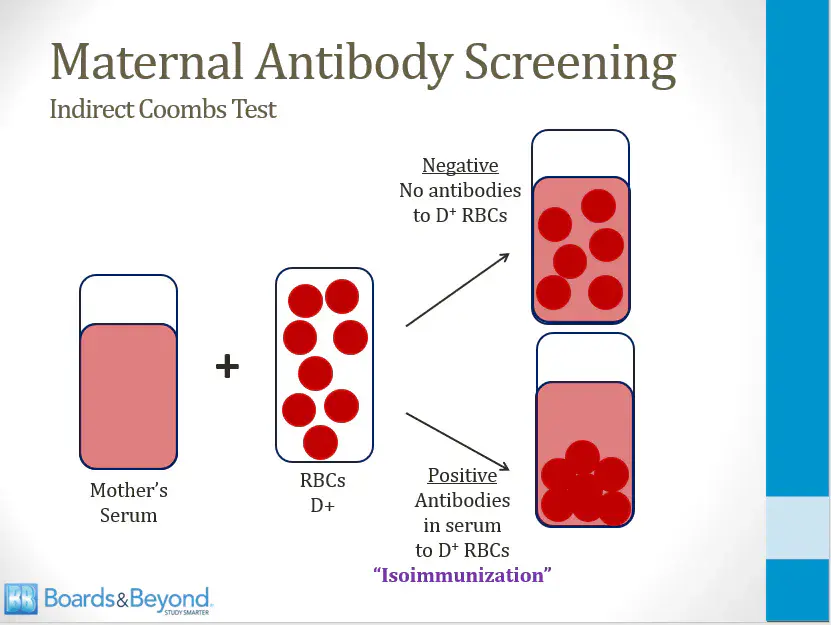 Maternal Antibody Screening
Indirect Coombs Test
Negative
No antibodies
to D⁺ RBCs
+
Mother's
Serum
RBCs
D+
Positive
Antibodies
in serum
to D⁺ RBCs
"Isoimmunization"
BB Boards&Beyond®
STUDY SMARTER